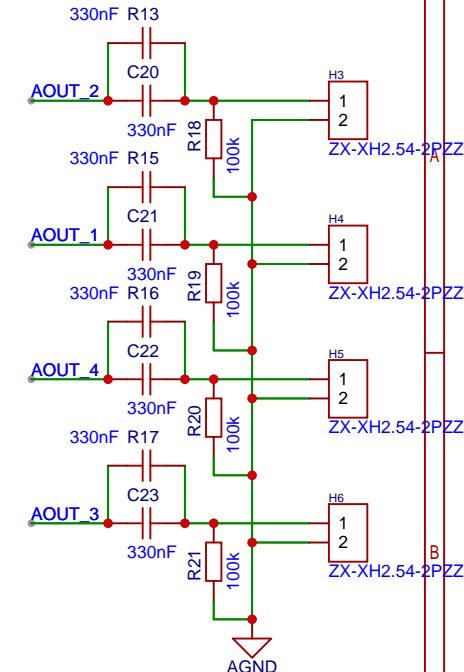 330nF R13
C20
AOUT_2
330nF
R18
100k
H3
1
2
ZX-XH2.54-2PZZ
A
330nF R15
C21
AOUT_1
330nF
R19
100k
H4
1
2
ZX-XH2.54-2PZZ
330nF R16
C22
AOUT_4
330nF
R20
100k
H5
1
2
ZX-XH2.54-2PZZ
330nF R17
C23
AOUT_3
330nF
R21
100k
H6
1
2
B
ZX-XH2.54-2PZZ
AGND